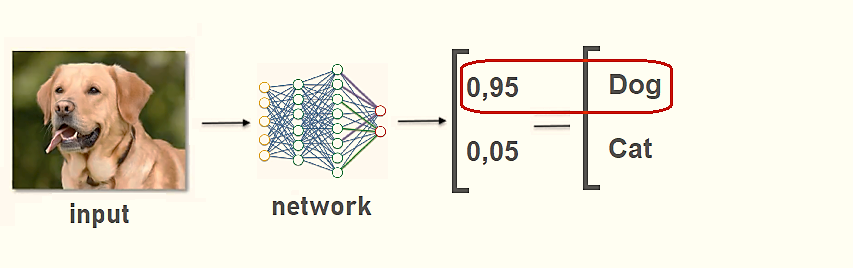 input
network
0,95 Dog
0,05 Cat